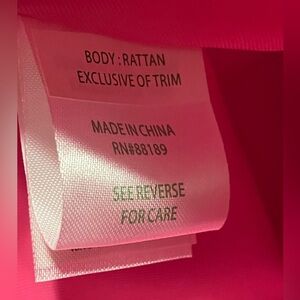 BODY : RATTAN
EXCLUSIVE OF TRIM
MADE IN CHINA
RN#88189
SEE REVERSE
FOR CARE